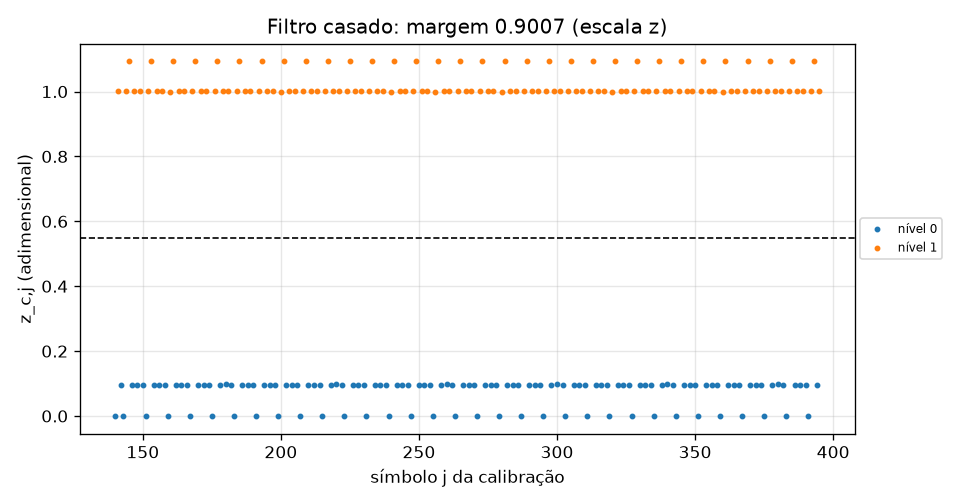 Filtro casado: margem 0.9007 (escala z)
z_c,j (adimensional)
1.0
0.8
0.6
0.4
0.2
0.0
150
200
250
300
350
400
símbolo j da calibração
nível 0
nível 1